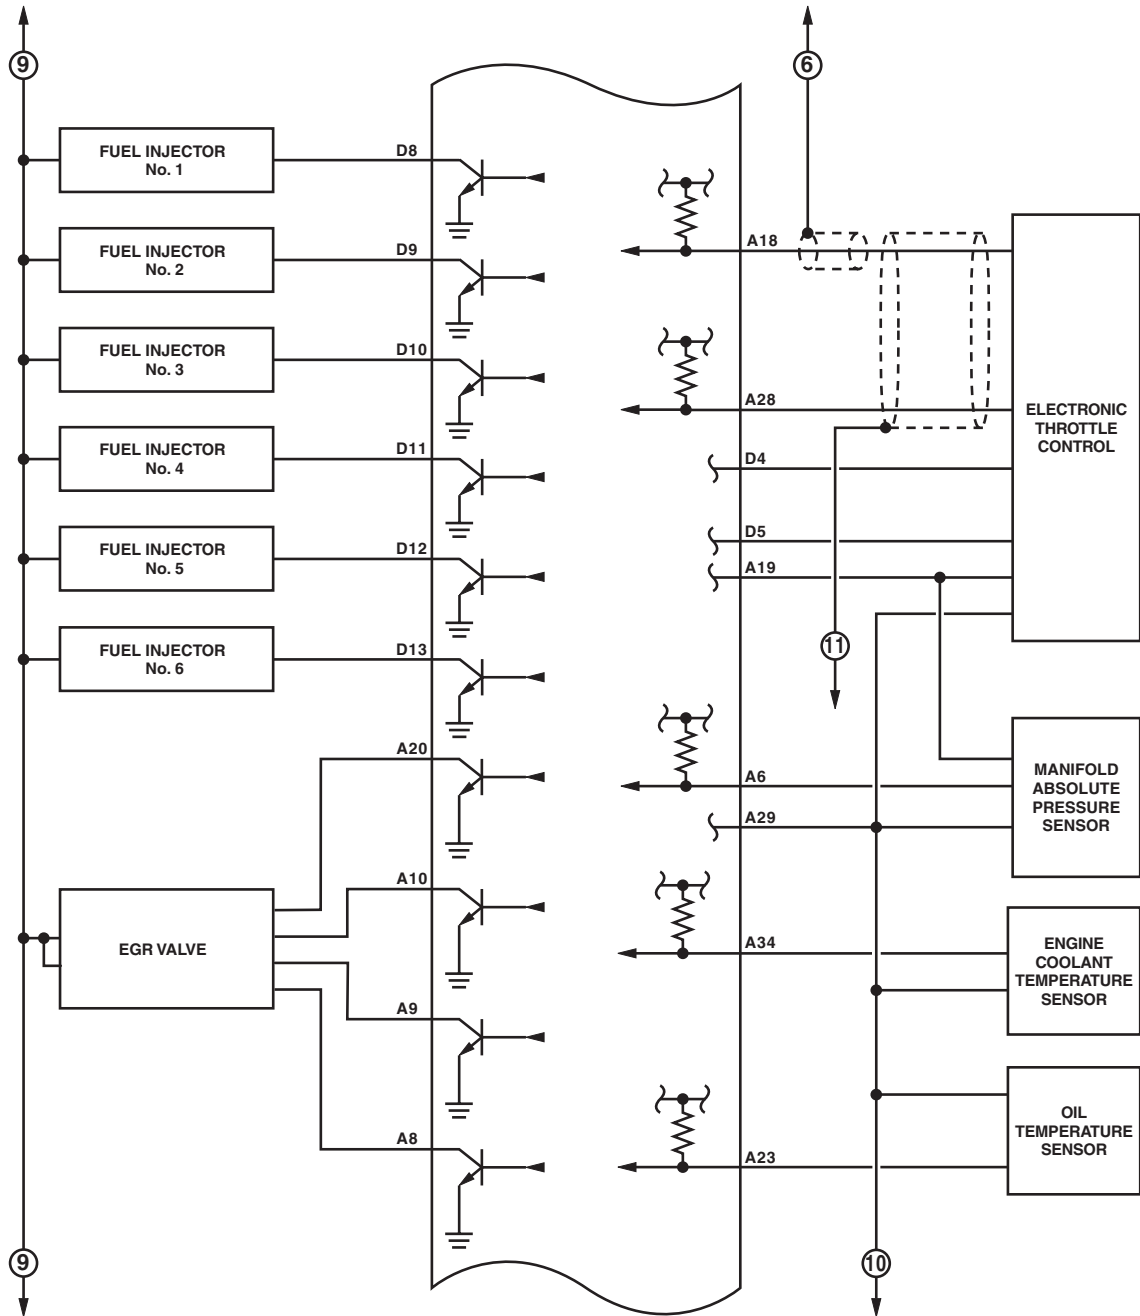 9
6
FUEL INJECTOR
No. 1
D8
FUEL INJECTOR
No. 2
D9
FUEL INJECTOR
No. 3
D10
FUEL INJECTOR
No. 4
D11
FUEL INJECTOR
No. 5
D12
FUEL INJECTOR
No. 6
D13
A20
A10
EGR VALVE
A9
A8
9
A18
A28
ELECTRONIC
THROTTLE
CONTROL
D4
D5
A19
11
A6
A29
MANIFOLD
ABSOLUTE
PRESSURE
SENSOR
A34
ENGINE
COOLANT
TEMPERATURE
SENSOR
OIL
TEMPERATURE
SENSOR
A23
10